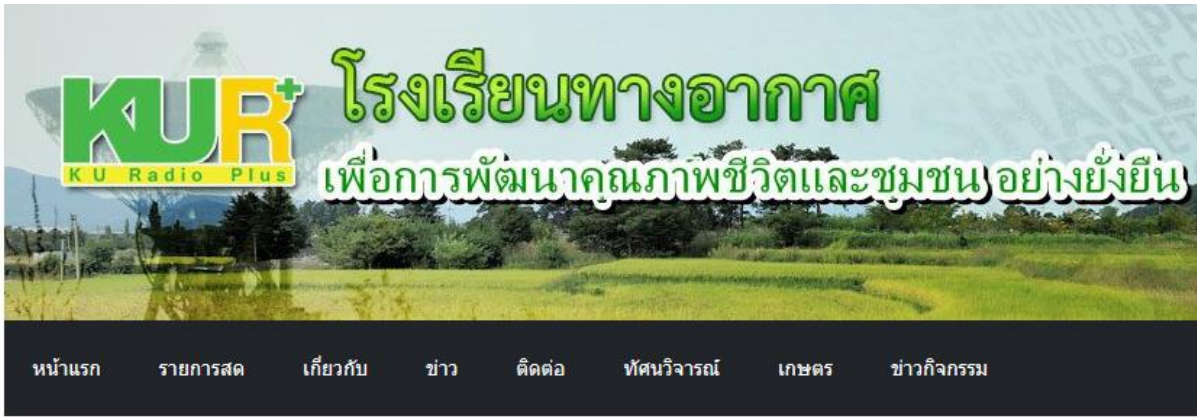 KUR+
KU Radio Plus
โรงเรียนทางอากาศ
เพื่อการพัฒนาคุณภาพชีวิตและชุมชน อย่างยั่งยืน
SHARE
หน้าแรก รายการสด เกี่ยวกับ ข่าว ติดต่อ ทัศนวิจารณ์ เกษตร ข่าวกิจกรรม